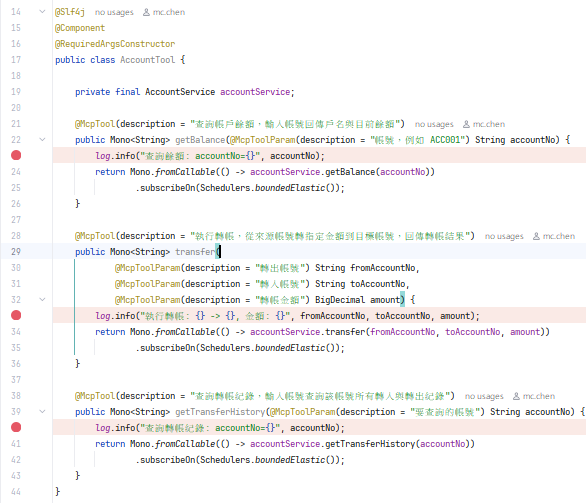 14 @Slf4j no usages mc.chen
15 @Component
16 @RequiredArgsConstructor
17 public class AccountTool {
18
19 private final AccountService accountService;
20
21 @McpTool(description = "查詢帳戶餘額，輸入帳號回傳戶名與目前餘額") no usages mc.chen
22 public Mono<String> getBalance(@McpToolParam(description = "帳號，例如 ACC001") String accountNo) {
log.info("查詢餘額: accountNo={}", accountNo);
24 return Mono.fromCallable(() -> accountService.getBalance(accountNo))
25 .subscribeOn(Schedulers.boundedElastic());
26 }
27
28 @McpTool(description = "執行轉帳，從來源帳號轉指定金額到目標帳號，回傳轉帳結果") no usages mc.chen
29 public Mono<String> transfer(
30 @McpToolParam(description = "轉出帳號") String fromAccountNo,
31 @McpToolParam(description = "轉入帳號") String toAccountNo,
32 @McpToolParam(description = "轉帳金額") BigDecimal amount) {
log.info("執行轉帳: {} -> {}, 金額: {}", fromAccountNo, toAccountNo, amount);
34 return Mono.fromCallable(() -> accountService.transfer(fromAccountNo, toAccountNo, amount))
35 .subscribeOn(Schedulers.boundedElastic());
36 }
37
38 @McpTool(description = "查詢轉帳紀錄，輸入帳號查詢該帳號所有轉入與轉出紀錄") no usages mc.chen
39 public Mono<String> getTransferHistory(@McpToolParam(description = "要查詢的帳號") String accountNo) {
log.info("查詢轉帳紀錄: accountNo={}", accountNo);
41 return Mono.fromCallable(() -> accountService.getTransferHistory(accountNo))
42 .subscribeOn(Schedulers.boundedElastic());
43 }
44 }